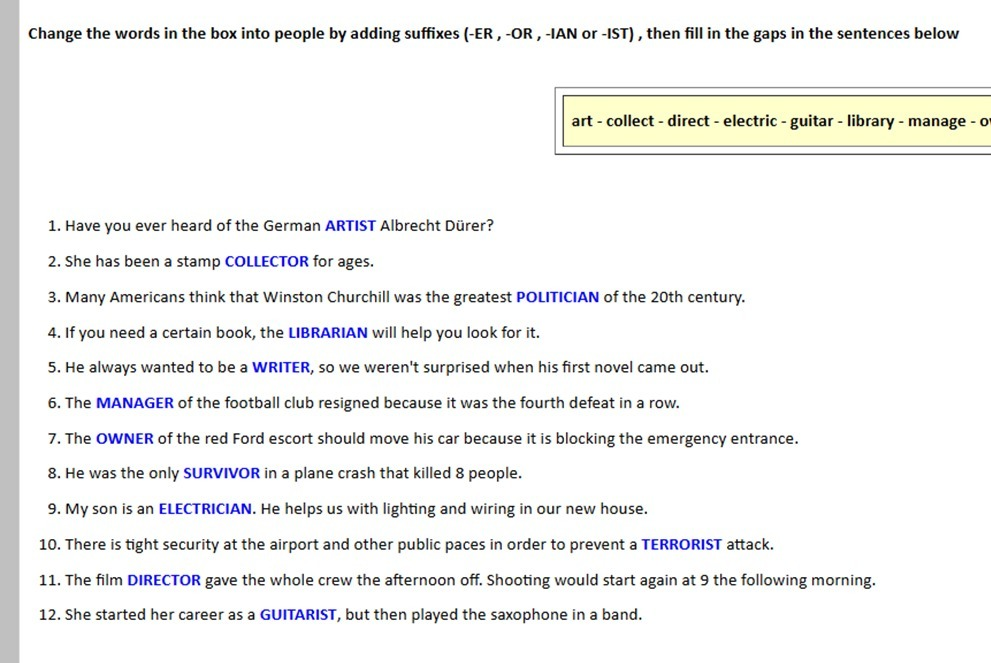 Change the words in the box into people by adding suffixes (-ER , -OR , -IAN or -IST) , then fill in the gaps in the sentences below
art - collect - direct - electric - guitar - library - manage -
1. Have you ever heard of the German ARTIST Albrecht Dürer?
2. She has been a stamp COLLECTOR for ages.
3. Many Americans think that Winston Churchill was the greatest POLITICIAN of the 20th century.
4. If you need a certain book, the LIBRARIAN will help you look for it.
5. He always wanted to be a WRITER, so we weren't surprised when his first novel came out.
6. The MANAGER of the football club resigned because it was the fourth defeat in a row.
7. The OWNER of the red Ford escort should move his car because it is blocking the emergency entrance.
8. He was the only SURVIVOR in a plane crash that killed 8 people.
9. My son is an ELECTRICIAN. He helps us with lighting and wiring in our new house.
10. There is tight security at the airport and other public paces in order to prevent a TERRORIST attack.
11. The film DIRECTOR gave the whole crew the afternoon off. Shooting would start again at 9 the following morning.
12. She started her career as a GUITARIST, but then played the saxophone in a band.